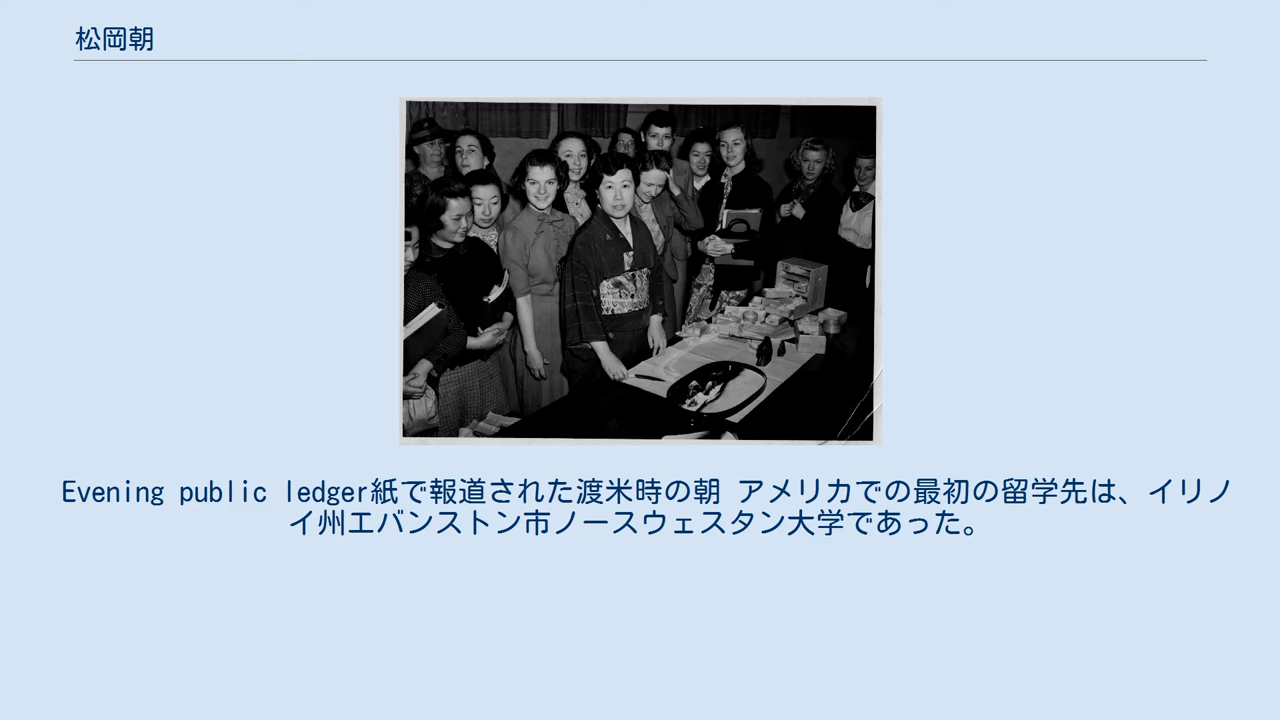 松岡朝
Evening public ledger紙で報道された渡米時の朝 アメリカでの最初の留学先は、イリノ
イ州エバンストン市ノースウェスタン大学であった。